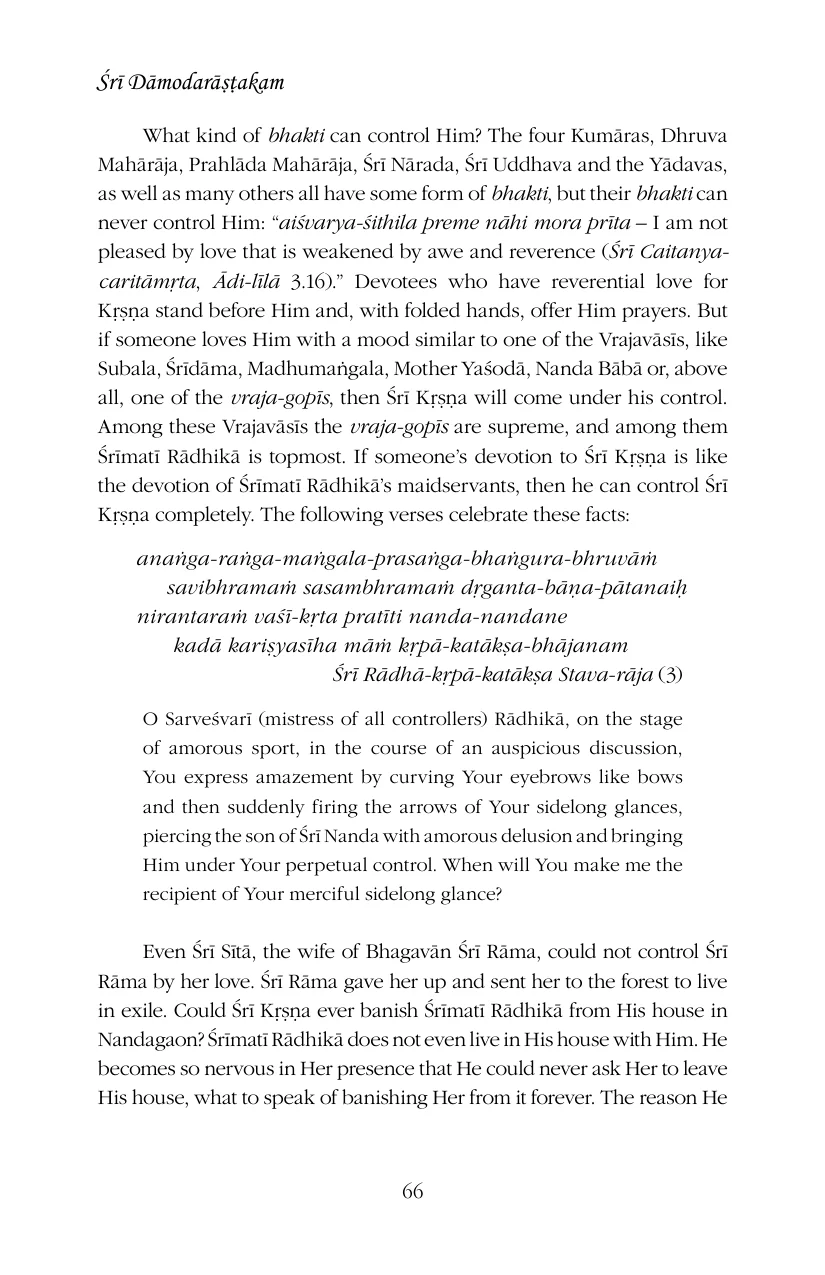 Śrī Dāmodarāṣṭakam
What kind of bhakti can control Him? The four Kumāras, Dhruva
Mahārāja, Prahlāda Mahārāja, Śrī Nārada, Śrī Uddhava and the Yādavas,
as well as many others all have some form of bhakti, but their bhakti can
never control Him: “aiśvarya-śithila preme nāhi mora prīta – I am not
pleased by love that is weakened by awe and reverence (Śrī Caitanya-
caritāmṛta, Ādi-līlā 3.16).” Devotees who have reverential love for
Kṛṣṇa stand before Him and, with folded hands, offer Him prayers. But
if someone loves Him with a mood similar to one of the Vrajavāsīs, like
Subala, Śrīdāma, Madhumaṅgala, Mother Yaśodā, Nanda Bābā or, above
all, one of the vraja-gopīs, then Śrī Kṛṣṇa will come under his control.
Among these Vrajavāsīs the vraja-gopīs are supreme, and among them
Śrīmatī Rādhikā is topmost. If someone’s devotion to Śrī Kṛṣṇa is like
the devotion of Śrīmatī Rādhikā’s maidservants, then he can control Śrī
Kṛṣṇa completely. The following verses celebrate these facts:
anaṅga-raṅga-maṅgala-prasaṅga-bhaṅgura-bhruvāṁ
savibhramaṁ sasambhramaṁ dṛganta-bāṇa-pātanaiḥ
nirantaraṁ vaśī-kṛta pratīti nanda-nandane
kadā kariṣyasīha māṁ kṛpā-katākṣa-bhājanam
Śrī Rādhā-kṛpā-katākṣa Stava-rāja (3)
O Sarveśvarī (mistress of all controllers) Rādhikā, on the stage
of amorous sport, in the course of an auspicious discussion,
You express amazement by curving Your eyebrows like bows
and then suddenly firing the arrows of Your sidelong glances,
piercing the son of Śrī Nanda with amorous delusion and bringing
Him under Your perpetual control. When will You make me the
recipient of Your merciful sidelong glance?
Even Śrī Sītā, the wife of Bhagavān Śrī Rāma, could not control Śrī
Rāma by her love. Śrī Rāma gave her up and sent her to the forest to live
in exile. Could Śrī Kṛṣṇa ever banish Śrīmatī Rādhikā from His house in
Nandagaon? Śrīmatī Rādhikā does not even live in His house with Him. He
becomes so nervous in Her presence that He could never ask Her to leave
His house, what to speak of banishing Her from it forever. The reason He
66